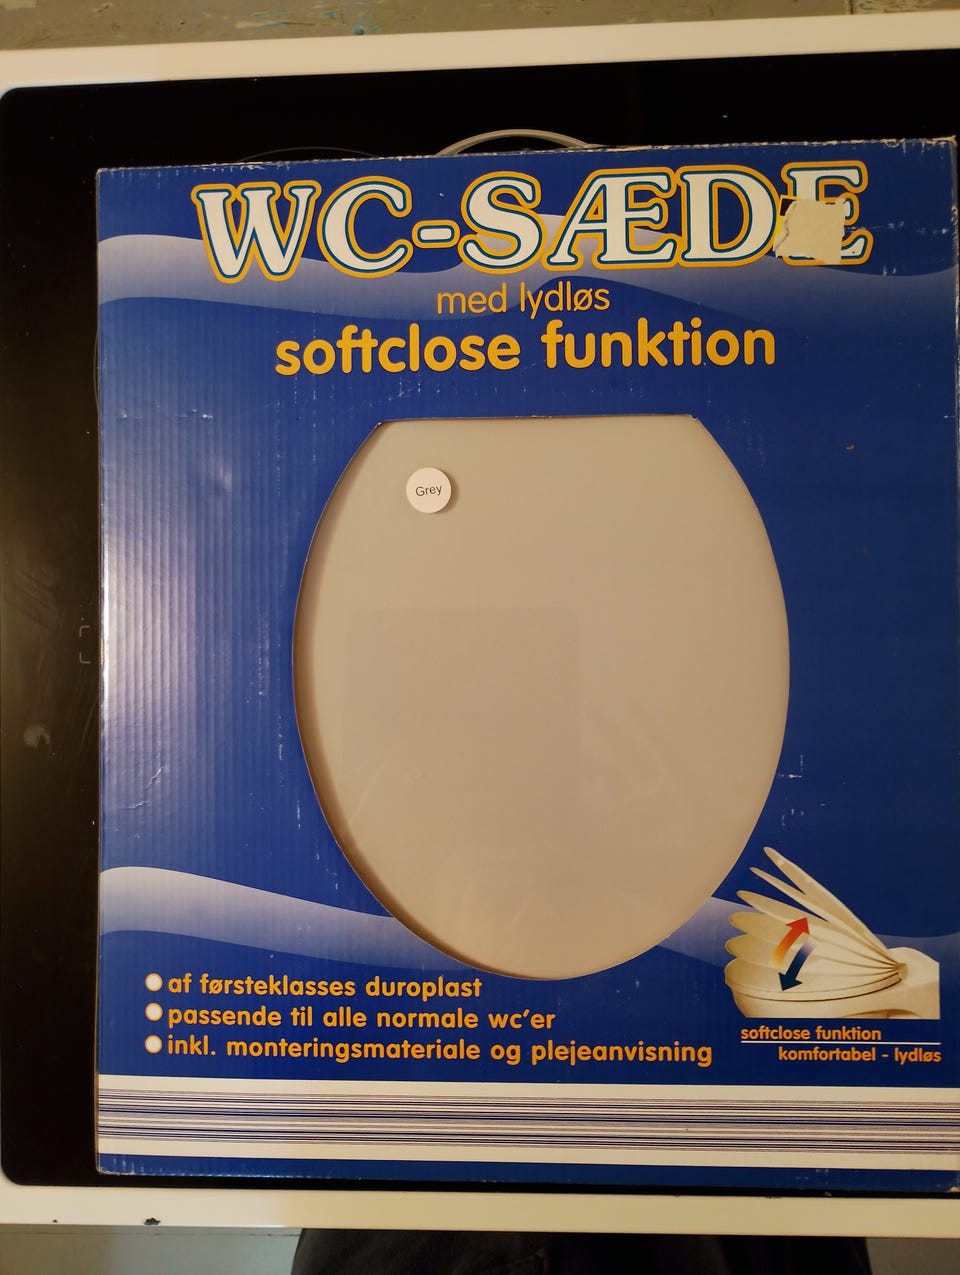 WC-SÆDE
med lydløs
softclose funktion
Grey
af førsteklasses duroplast
passende til alle normale wc'er
inkl. monteringsmateriale og plejeanvisning
softclose funktion
komfortabel - lydløs